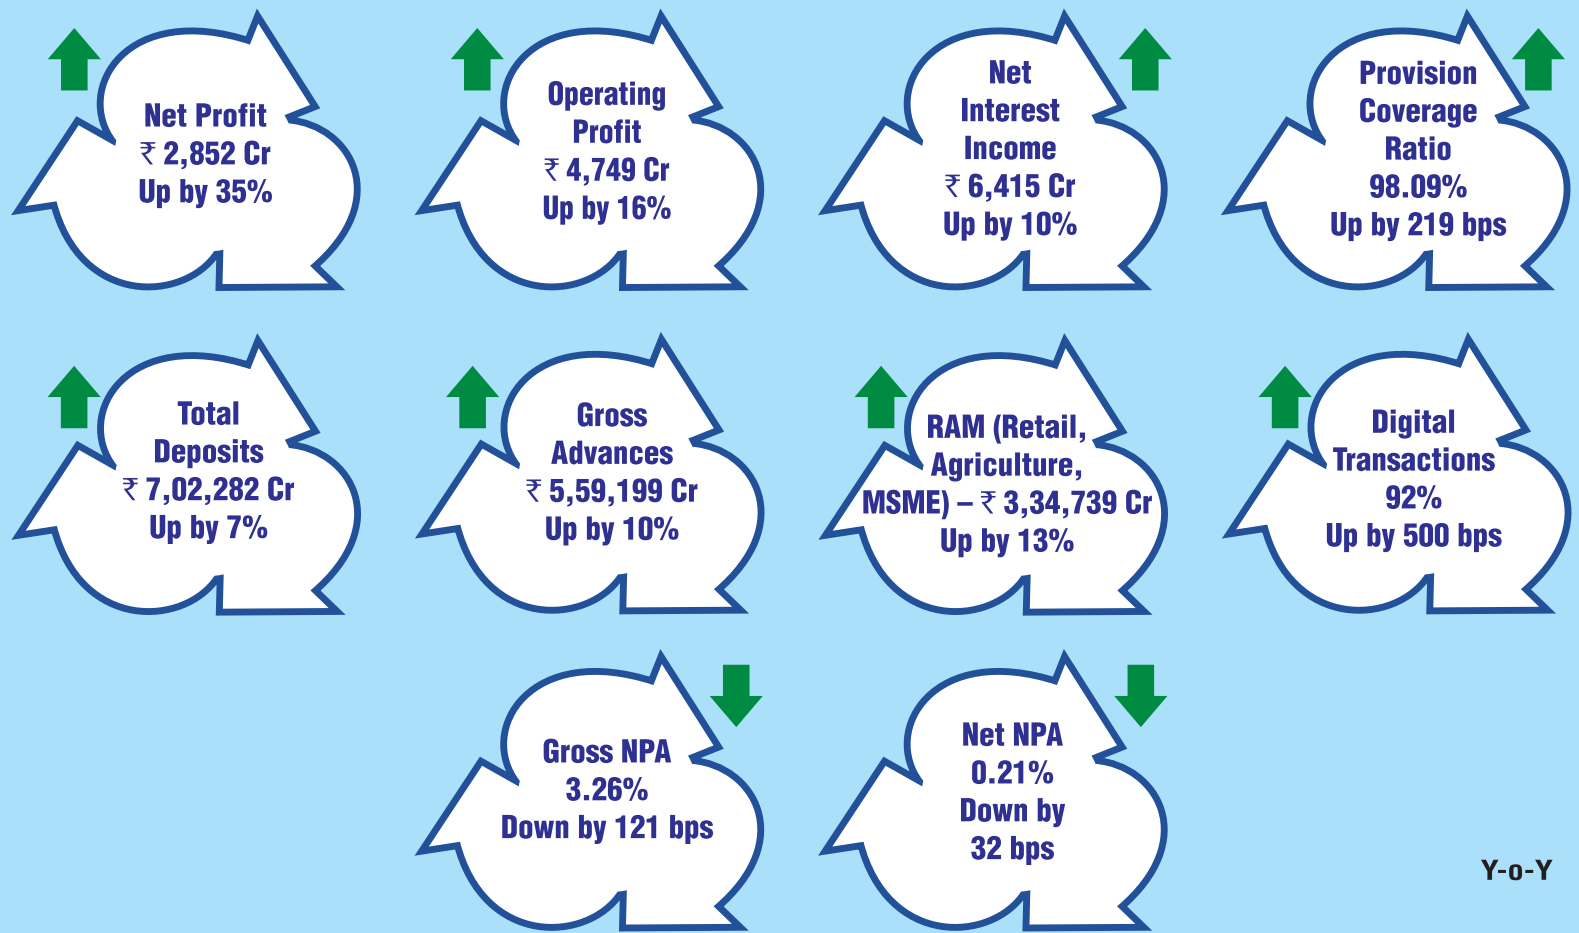 Net Profit
₹ 2,852 Cr
Up by 35%
Operating
Profit
₹ 4,749 Cr
Up by 16%
Net
Interest
Income
₹ 6,415 Cr
Up by 10%
Provision
Coverage
Ratio
98.09%
Up by 219 bps
Total
Deposits
₹ 7,02,282 Cr
Up by 7%
Gross
Advances
₹ 5,59,199 Cr
Up by 10%
RAM (Retail,
Agriculture,
MSME) – ₹ 3,34,739 Cr
Up by 13%
Digital
Transactions
92%
Up by 500 bps
Gross NPA
3.26%
Down by 121 bps
Net NPA
0.21%
Down by
32 bps
Y-o-Y